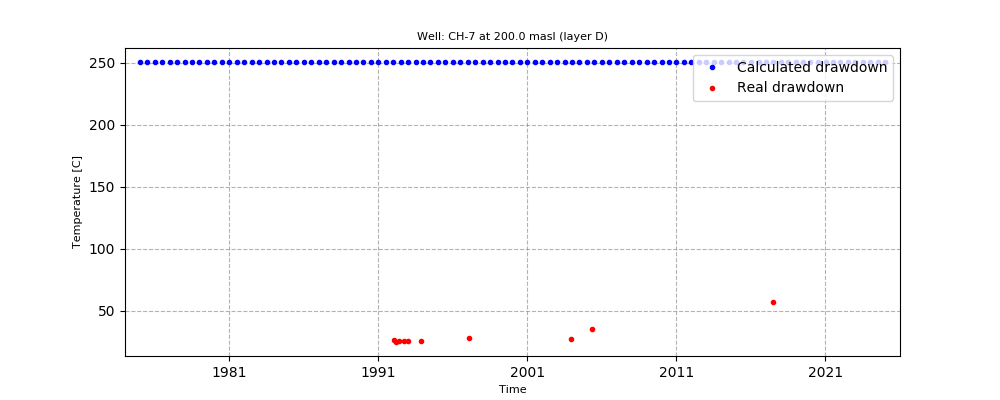 Well: CH-7 at 200.0 masl (layer D)
Calculated drawdown
Real drawdown
Temperature [C]
250
200
150
100
50
1981
1991
2001
2011
2021
Time